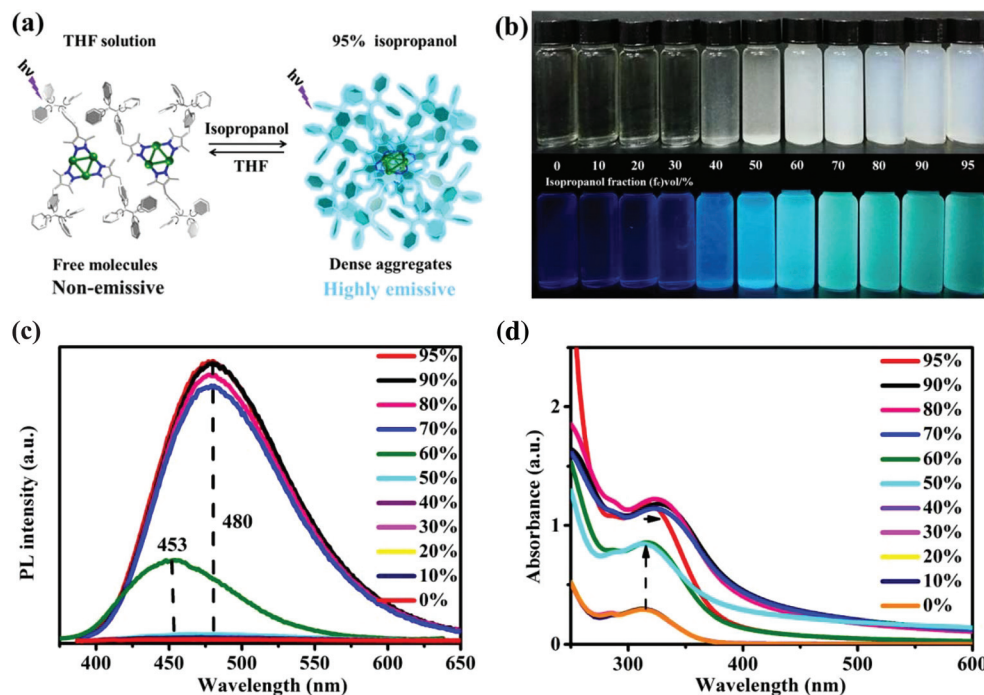 (a)
THF solution
95% isopropanol
hν
hν
Isopropanol
THF
Free molecules
Non-emissive
Dense aggregates
Highly emissive
(b)
0 10 20 30 40 50 60 70 80 90 95
Isopropanol fraction (fᵢ)vol/%
(c)
PL intensity (a.u.)
453
480
95%
90%
80%
70%
60%
50%
40%
30%
20%
10%
0%
400 450 500 550 600 650
Wavelength (nm)
(d)
Absorbance (a.u.)
2
1
0
95%
90%
80%
70%
60%
50%
40%
30%
20%
10%
0%
300 400 500 600
Wavelength (nm)